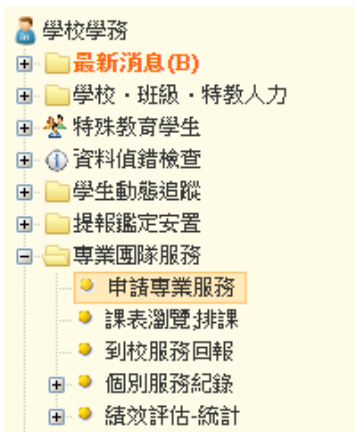 學校學務
最新消息(B)
學校・班級・特教人力
特殊教育學生
資料偵錯檢查
學生動態追蹤
提報鑑定安置
專業團隊服務
申請專業服務
課表瀏覽,排課
到校服務回報
個別服務紀錄
績效評估-統計